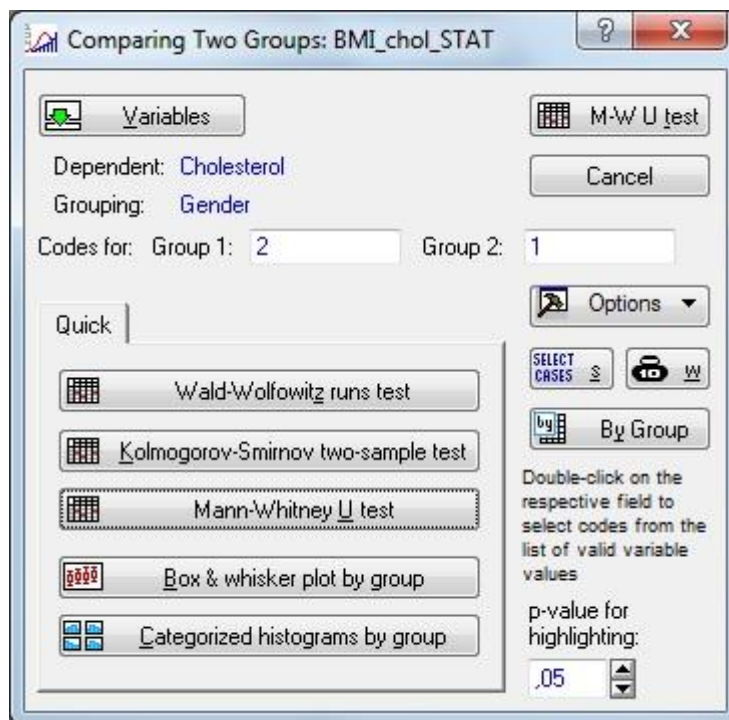 Comparing Two Groups: BMI_chol_STAT
?
X
Variables
M-W U test
Dependent: Cholesterol
Cancel
Grouping: Gender
Codes for: Group 1: 2 Group 2: 1
Options
Quick
SELECT
CASES S
10 W
Wald-Wolfowitz runs test
By Group
by
Kolmogorov-Smirnov two-sample test
Double-click on the
respective field to
select codes from the
list of valid variable
values
Mann-Whitney U test
Box & whisker plot by group
Categorized histograms by group
p-value for
highlighting:
,05